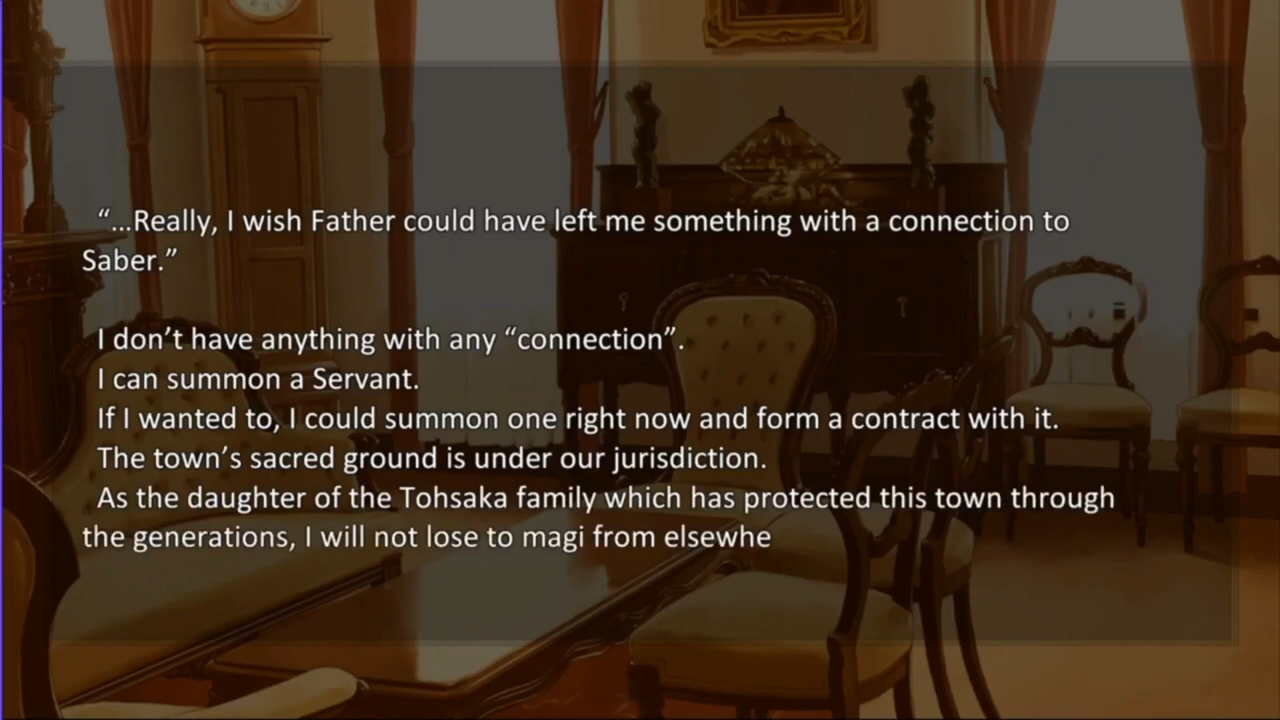 “...Really, I wish Father could have left me something with a connection to
Saber.”
I don’t have anything with any “connection”.
I can summon a Servant.
If I wanted to, I could summon one right now and form a contract with it.
The town’s sacred ground is under our jurisdiction.
As the daughter of the Tohsaka family which has protected this town through
the generations, I will not lose to magi from elsewhe